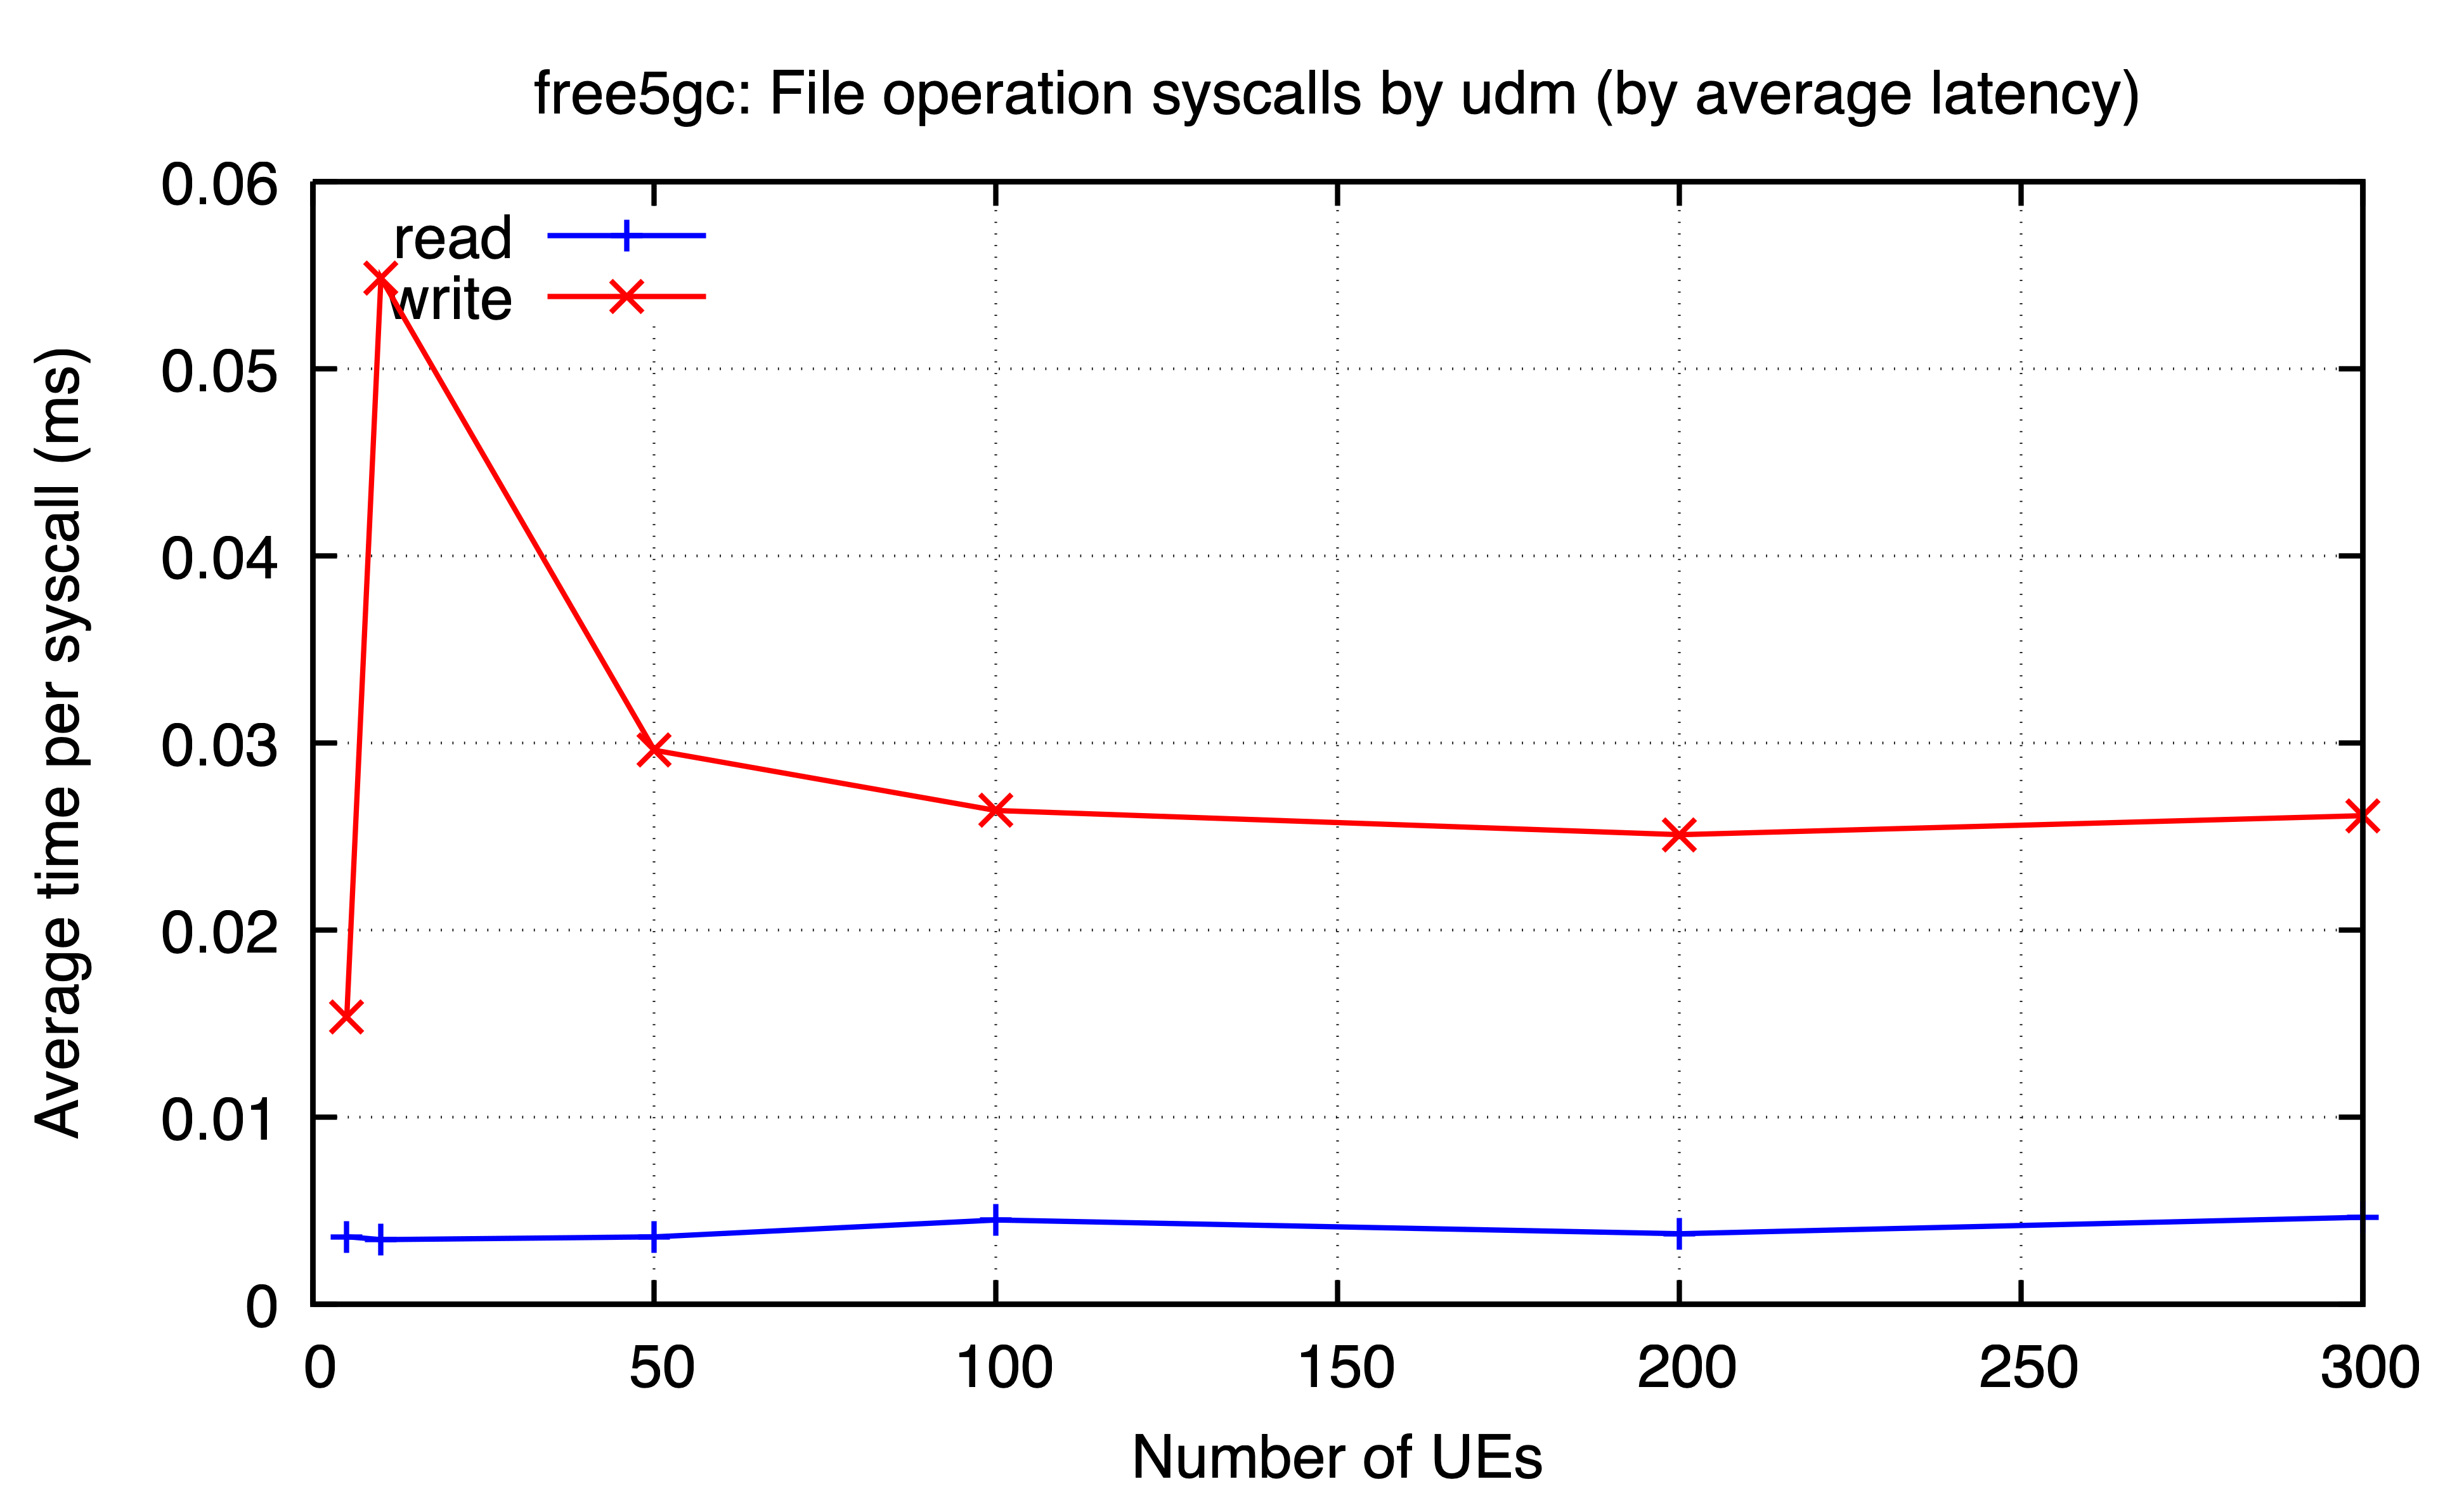 free5gc: File operation syscalls by udm (by average latency)
0.06
0.05
0.04
0.03
0.02
0.01
0
Average time per syscall (ms)
read
write
0 50 100 150 200 250 300
Number of UEs